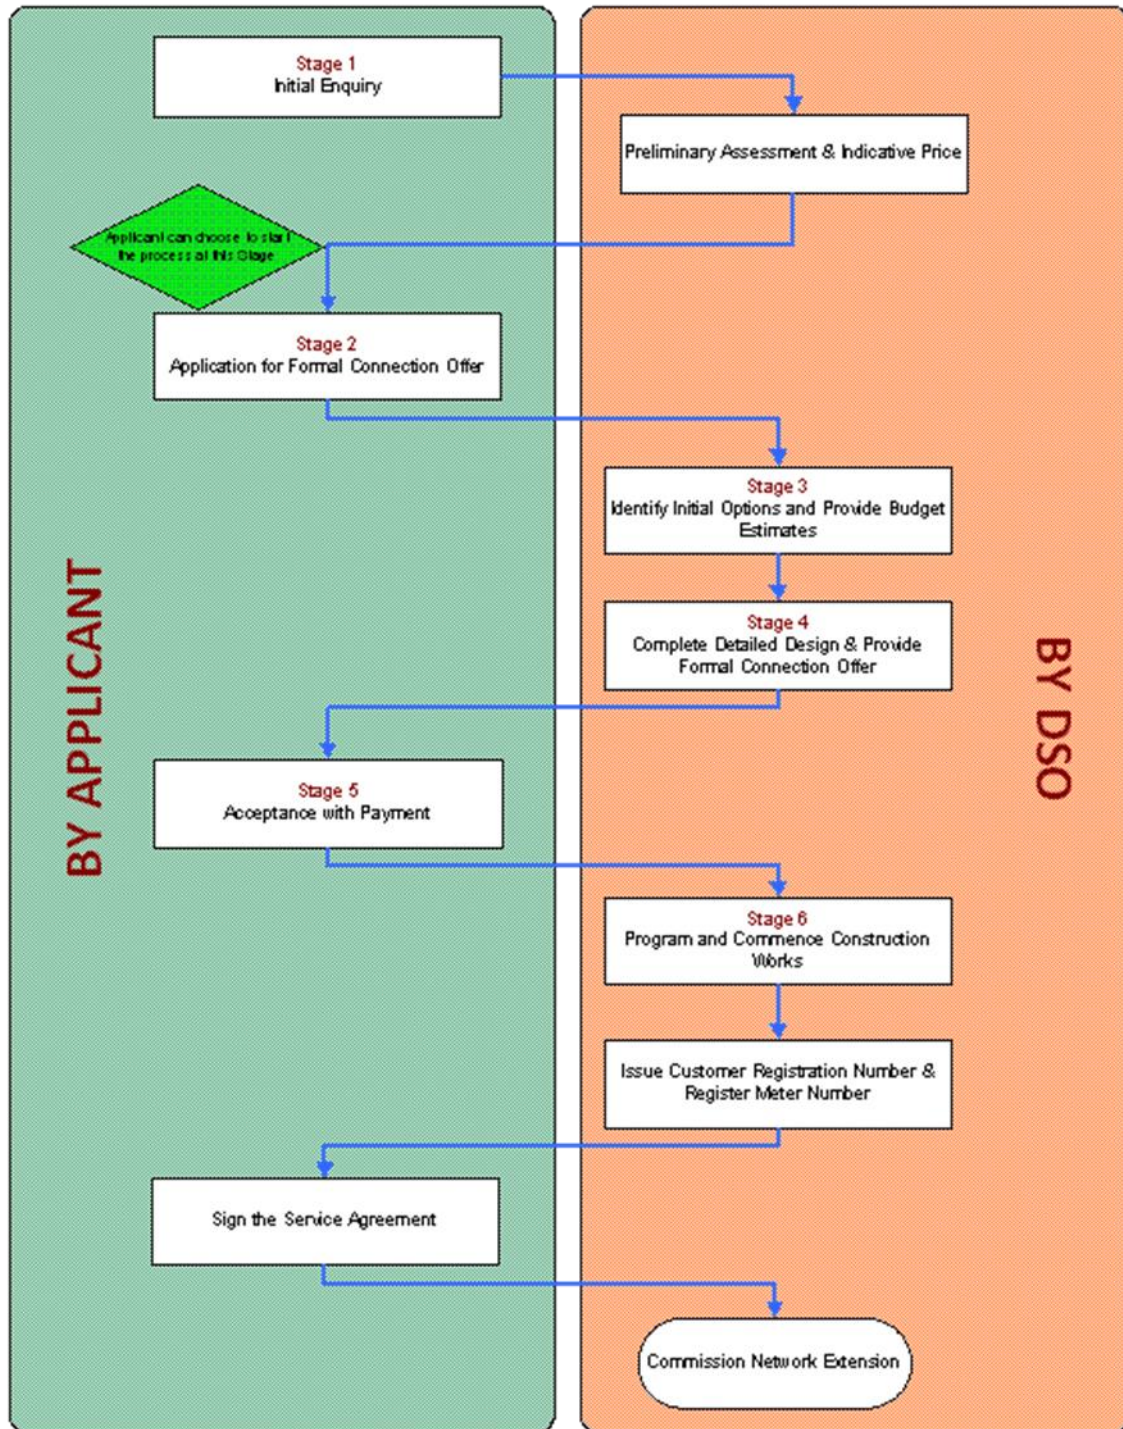 Stage 1
Initial Enquiry
Preliminary Assessment & Indicative Price
Applicant can choose to start
the process at this Stage
Stage 2
Application for Formal Connection Offer
Stage 3
Identify Initial Options and Provide Budget
Estimates
Stage 4
Complete Detailed Design & Provide
Formal Connection Offer
BY APPLICANT
BY DSO
Stage 5
Acceptance with Payment
Stage 6
Program and Commence Construction
Works
Issue Customer Registration Number &
Register Meter Number
Sign the Service Agreement
Commission Network Extension